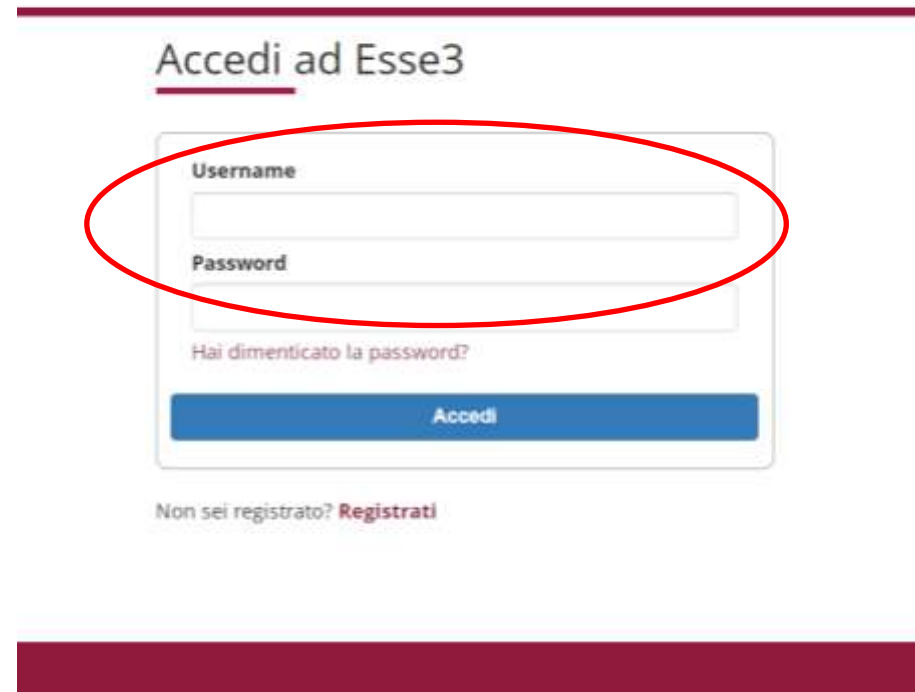 Accedi ad Esse3
Username
Password
Hai dimenticato la password?
Accedi
Non sei registrato? Registrati